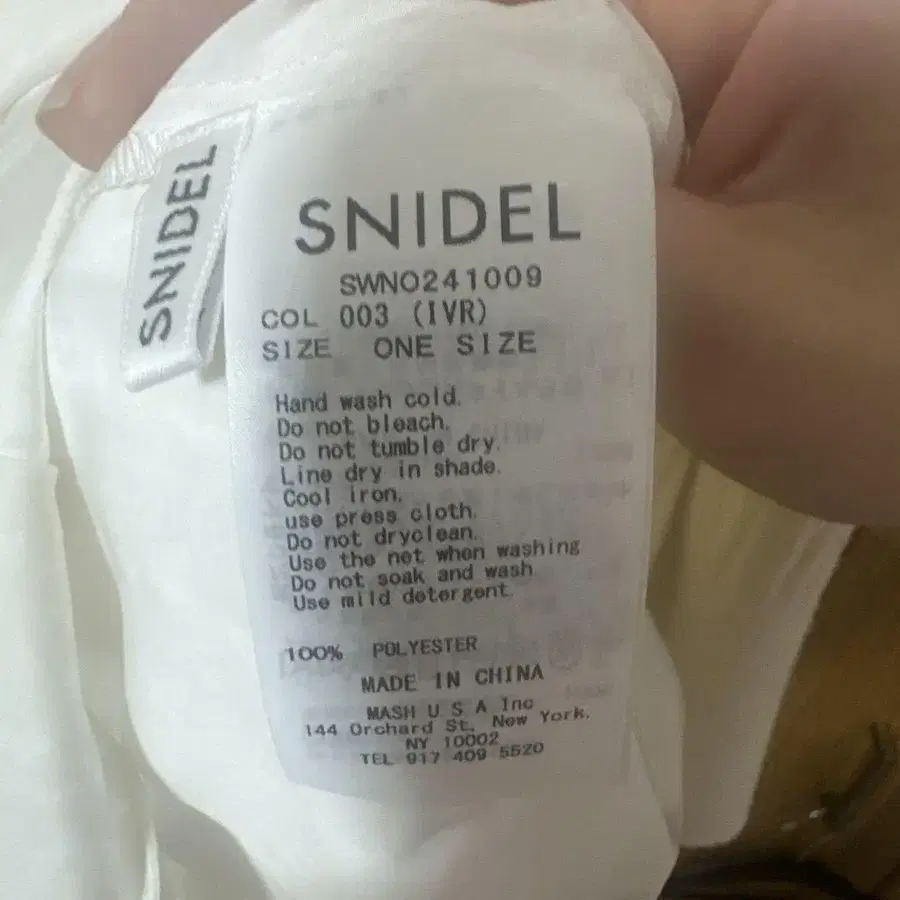 SNIDEL
SNIDEL
SWNO241009
COL 003 (IVR)
SIZE ONE SIZE
Hand wash cold.
Do not bleach.
Do not tumble dry.
Line dry in shade.
Cool iron.
use press cloth.
Do not dryclean.
Use the net when washing
Do not soak and wash
Use mild detergent.
100% POLYESTER
MADE IN CHINA
MASH U S A Inc
144 Orchard St. New York.
NY 10002
TEL 917 409 5520